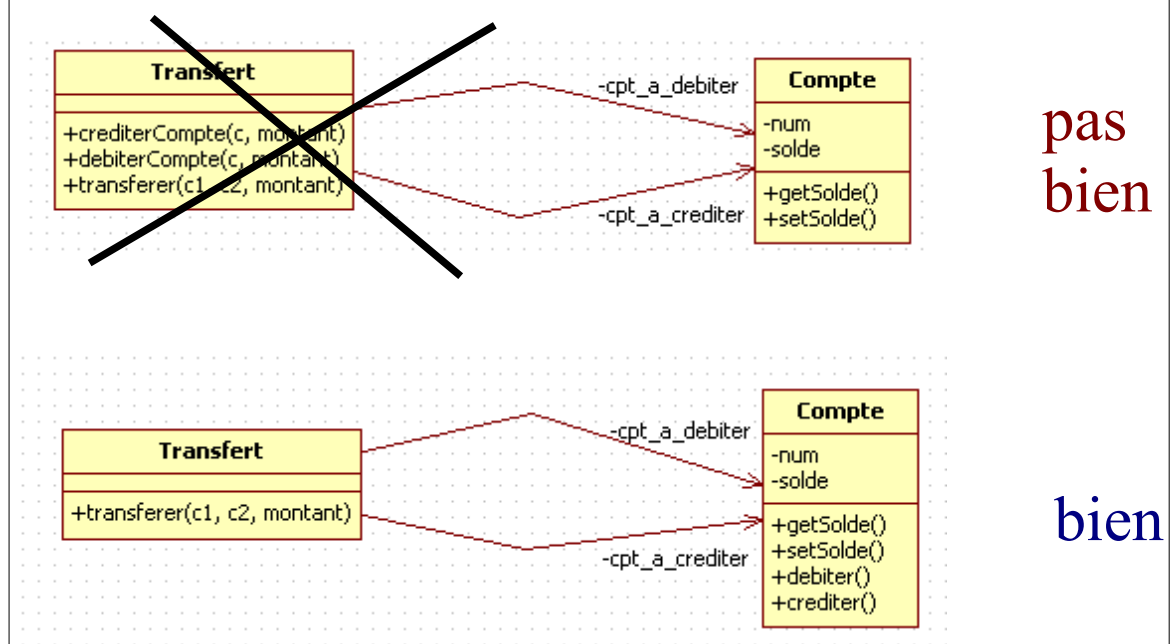 Transfert
+crediterCompte(c, montant)
+debiterCompte(c, montant)
+transferer(c1, c2, montant)
-cpt_a_debiter
-cpt_a_crediter
Compte
-num
-solde
+getSolde()
+setSolde()
pas
bien
Transfert
+transferer(c1, c2, montant)
-cpt_a_debiter
-cpt_a_crediter
Compte
-num
-solde
+getSolde()
+setSolde()
+debiter()
+crediter()
bien